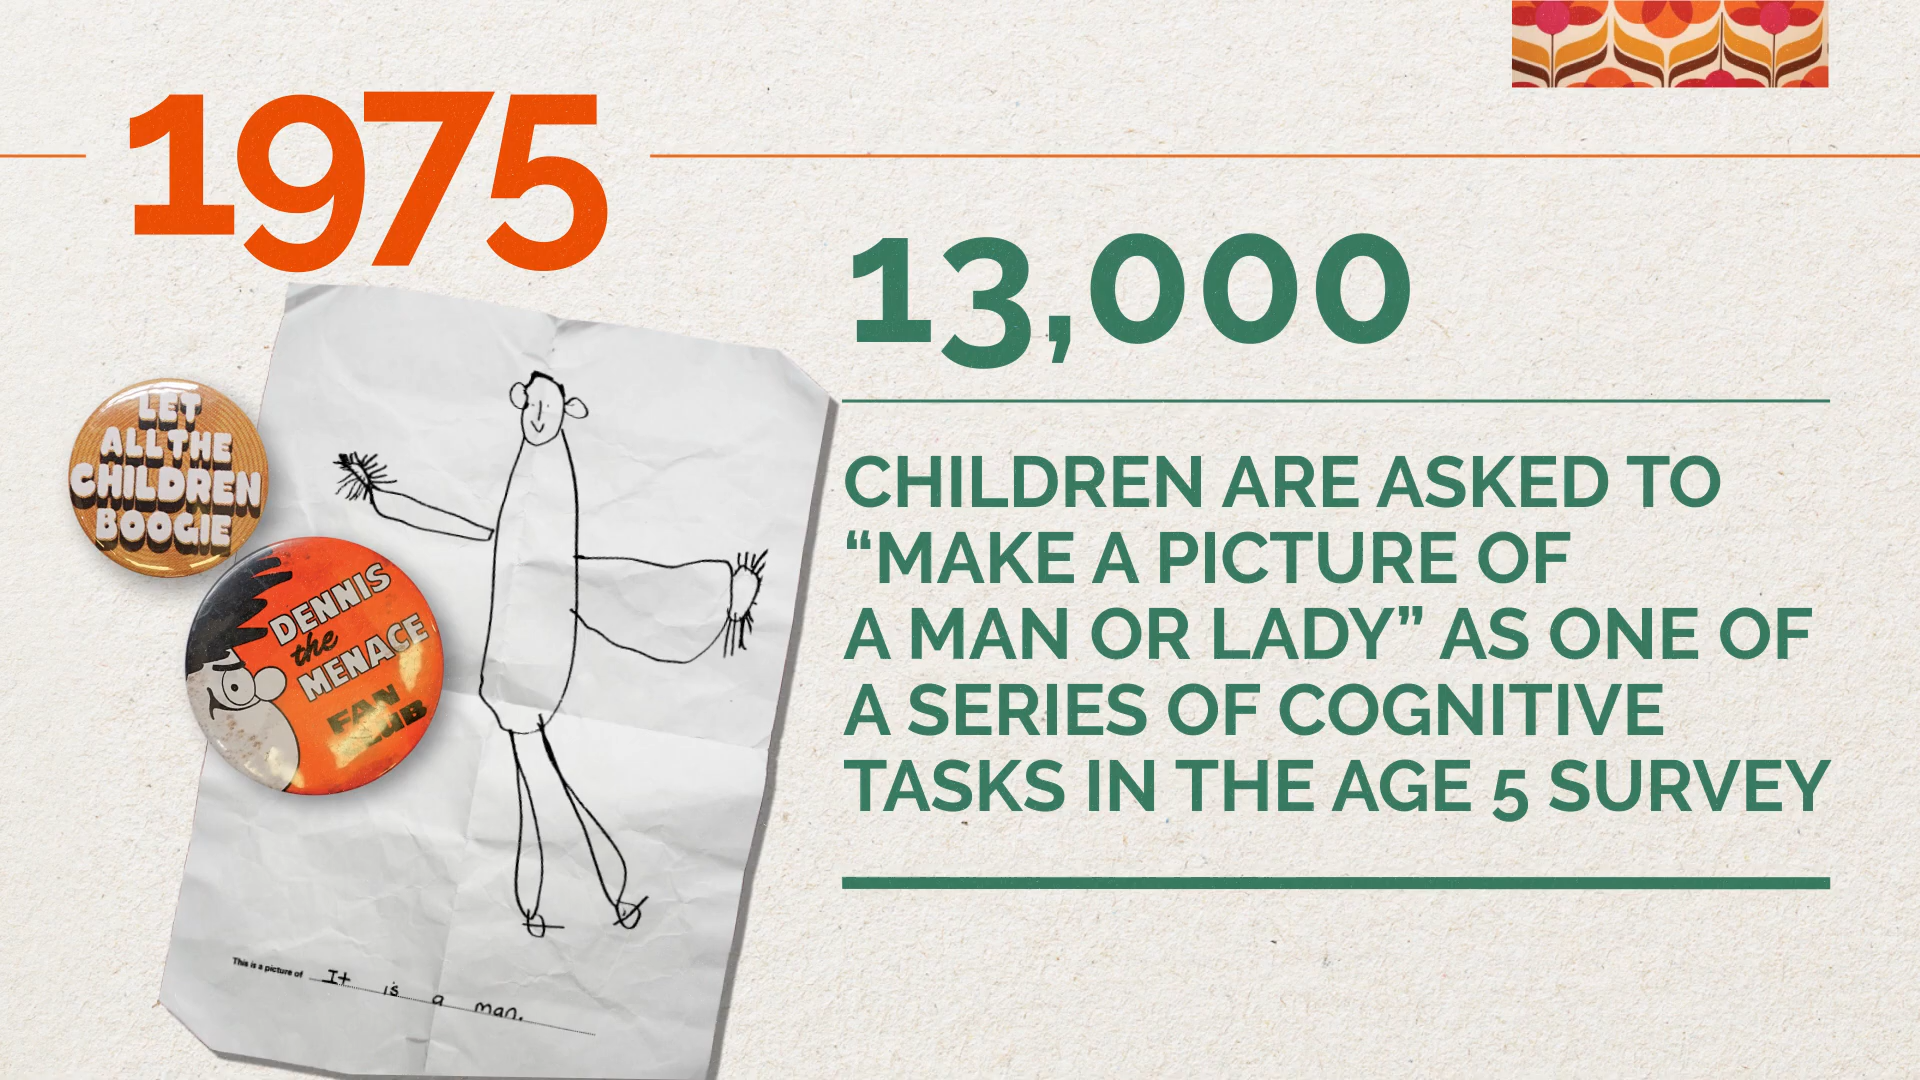 1975
13,000
CHILDREN ARE ASKED TO
“MAKE A PICTURE OF
A MAN OR LADY” AS ONE OF
A SERIES OF COGNITIVE
TASKS IN THE AGE 5 SURVEY
LET
ALL THE
CHILDREN
BOOGIE
DENNIS
the
MENACE
FAN
CLUB
This is a picture of It is a man.